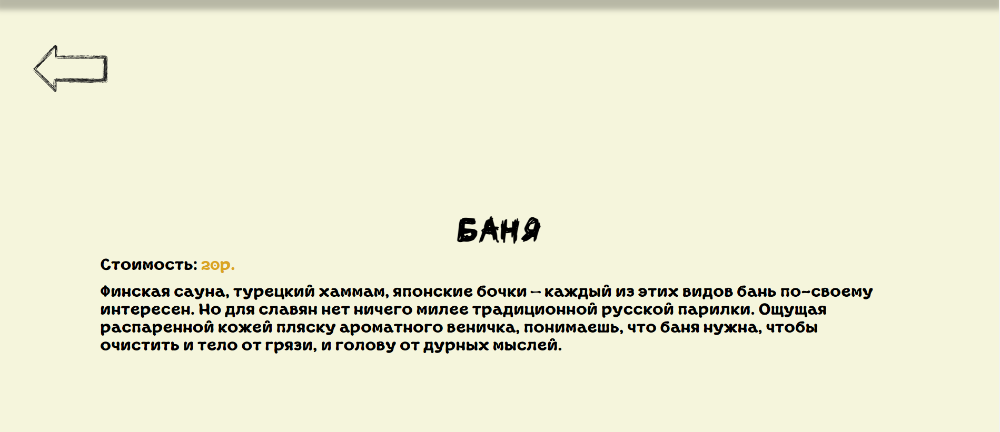 БАНЯ
Стоимость: 20р.
Финская сауна, турецкий хаммам, японские бочки – каждый из этих видов бань по-своему
интересен. Но для славян нет ничего милее традиционной русской парилки. Ощущая
распаренной кожей пляску ароматного веничка, понимаешь, что баня нужна, чтобы
очистить и тело от грязи, и голову от дурных мыслей.